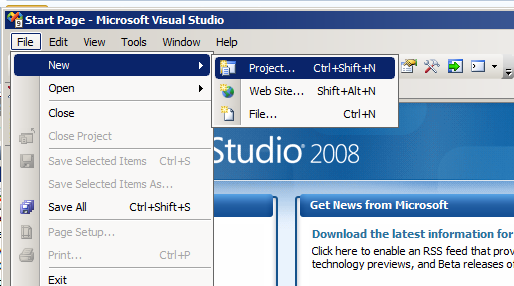 Start Page - Microsoft Visual Studio
File Edit View Tools Window Help
New
Project... Ctrl+Shift+N
Open
Web Site... Shift+Alt+N
Close
File... Ctrl+N
Close Project
Save Selected Items Ctrl+S
Studio 2008
Save Selected Items As...
Save All Ctrl+Shift+S
Get News from Microsoft
Page Setup...
Download the latest information for
Print... Ctrl+P
Click here to enable an RSS feed that prov
technology previews, and Beta releases o
Exit